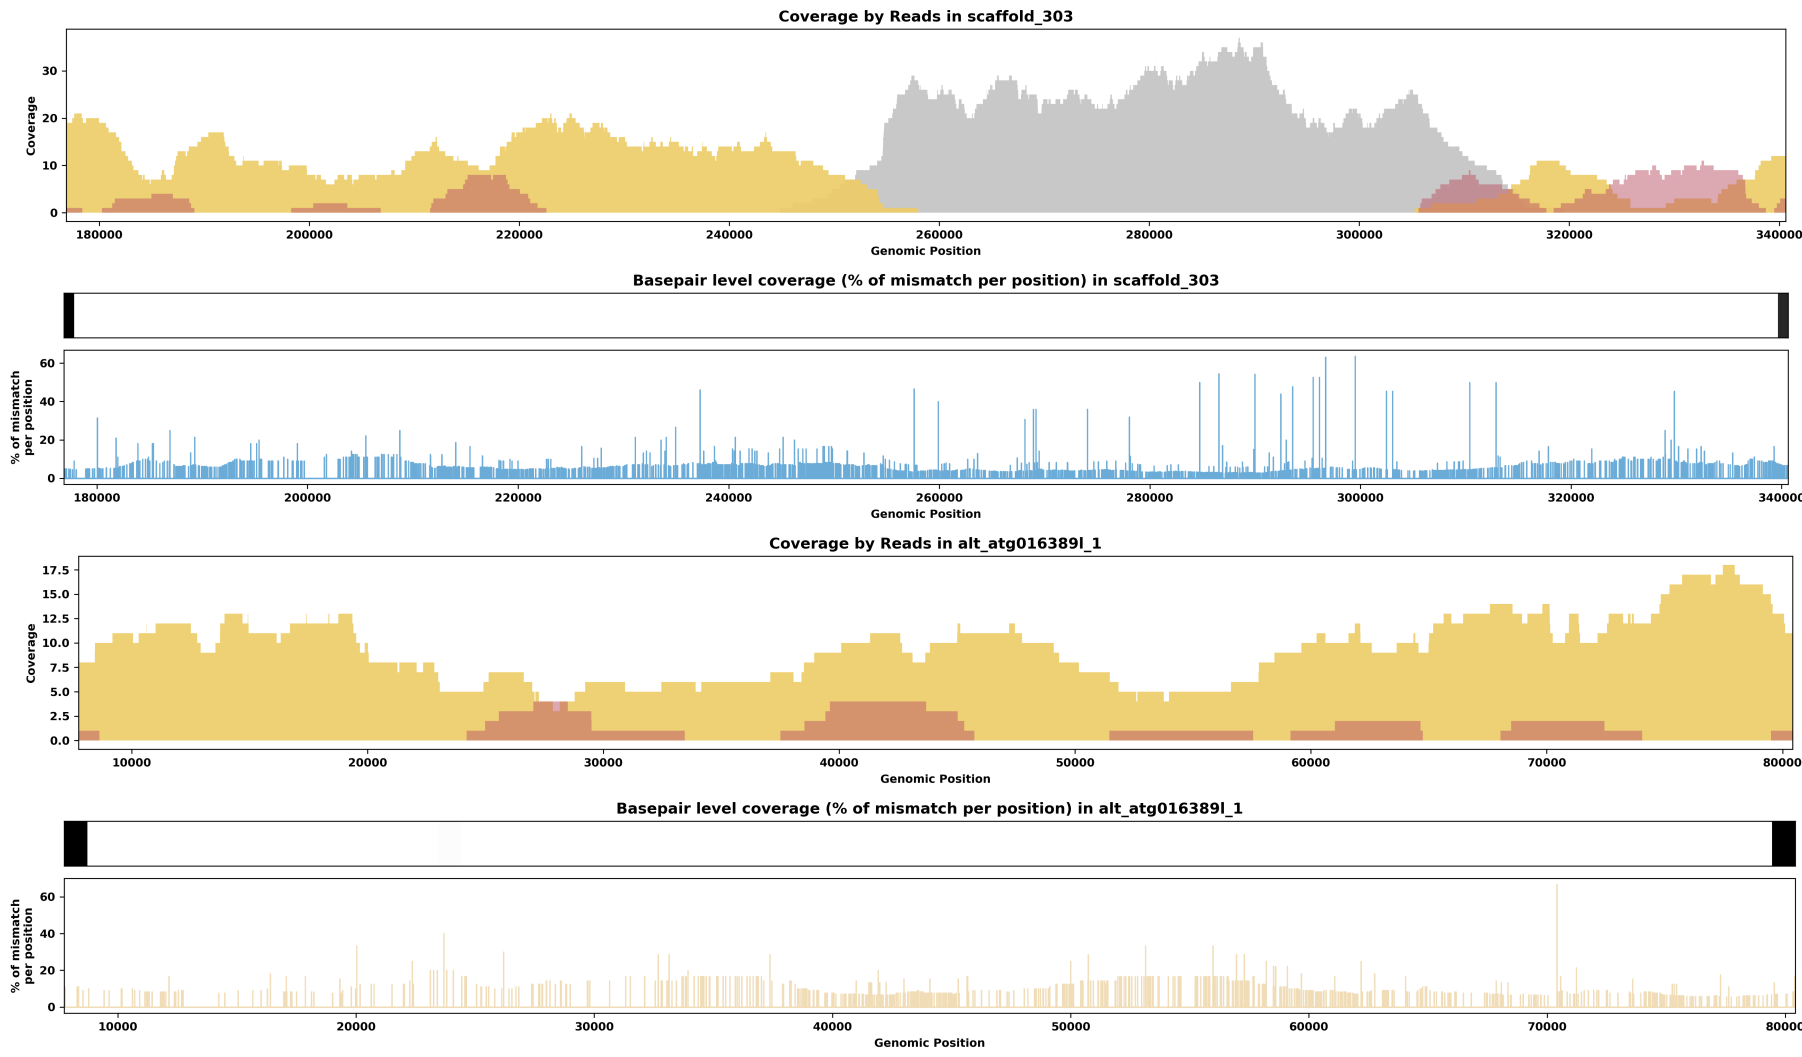 Coverage by Reads in scaffold_303
Coverage
30
20
10
0
180000 200000 220000 240000 260000 280000 300000 320000 340000
Genomic Position
Basepair level coverage (% of mismatch per position) in scaffold_303
% of mismatch
per position
60
40
20
0
180000 200000 220000 240000 260000 280000 300000 320000 340000
Genomic Position
Coverage by Reads in alt_atg016389l_1
Coverage
17.5
15.0
12.5
10.0
7.5
5.0
2.5
0.0
10000 20000 30000 40000 50000 60000 70000 80000
Genomic Position
Basepair level coverage (% of mismatch per position) in alt_atg016389l_1
% of mismatch
per position
60
40
20
0
10000 20000 30000 40000 50000 60000 70000 80000
Genomic Position